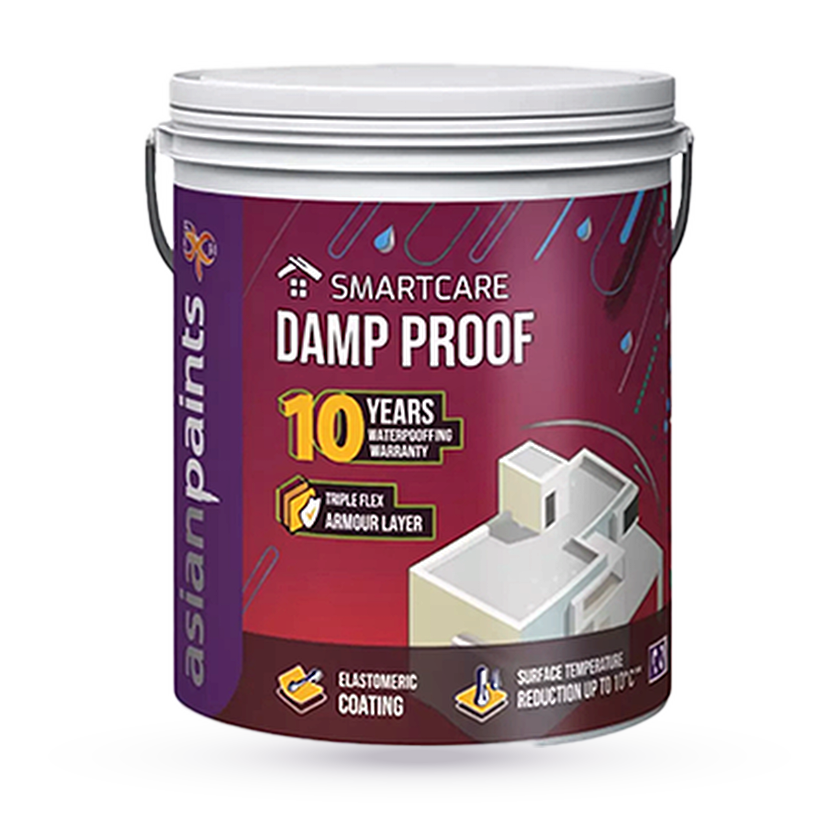 asianpaints
SMARTCARE
DAMP PROOF
10 YEARS
WATERPOOFFING
WARRANTY
TRIPLE FLEX
ARMOUR LAYER
ELASTOMERIC
COATING
SURFACE TEMPERATURE
REDUCTION UP TO 10°C